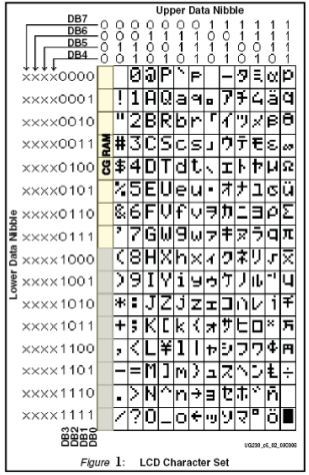 Upper Data Nibble
DB7 0 0 0 0 0 0 0 1 1 1 1 1 1
DB6 0 0 0 1 1 1 1 0 0 1 1 1 1
DB5 0 1 1 0 0 1 1 1 1 0 0 1 1
DB4 0 0 1 0 1 0 1 0 1 0 1 0 1
Lower Data Nibble
CG RAM
xxxx0000 0 @ P ` p ー タ ミ α p
xxxx0001 ! 1 A Q a q 。 ア チ ム ä q
xxxx0010 " 2 B R b r 「 イ ツ メ β θ
xxxx0011 # 3 C S c s 」 ウ テ モ ε ∞
xxxx0100 $ 4 D T d t 、 エ ト ヤ μ Ω
xxxx0101 % 5 E U e u ・ オ ナ ユ σ ü
xxxx0110 & 6 F V f v ヲ カ ニ ヨ ρ Σ
xxxx0111 ' 7 G W g w ァ キ ヌ ラ q π
xxxx1000 ( 8 H X h x ィ ク ネ リ √ x̄
xxxx1001 ) 9 I Y i y ゥ ケ ノ ル ⁻¹ y
xxxx1010 * : J Z j z ェ コ ハ レ j 千
xxxx1011 + ; K [ k { ォ サ ヒ ロ × 万
xxxx1100 , < L ¥ l | ャ シ フ ワ ¢ 円
xxxx1101 - = M ] m } ュ ス ヘ ン £ ÷
xxxx1110 . > N ^ n → ョ セ ホ ゛ ñ
xxxx1111 / ? O _ o ← ッ ソ マ ゜ ö █
DB3
DB2
DB1
DB0
UG230_c5_02_030306
Figure 1: LCD Character Set